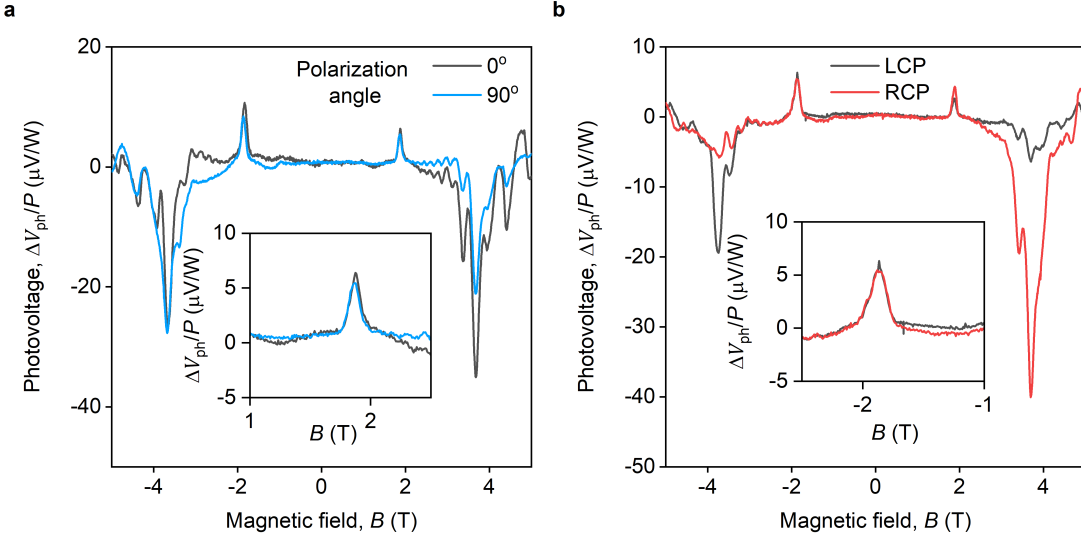 a
20
0
-20
-40
Photovoltage, ΔVph/P (μV/W)
Polarization
angle
0°
90°
10
5
0
-5
ΔVph/P (μV/W)
1
2
B (T)
-4
-2
0
2
4
Magnetic field, B (T)
b
10
0
-10
-20
-30
-40
-50
Photovoltage, ΔVph/P (μV/W)
LCP
RCP
10
5
0
-5
ΔVph/P (μV/W)
-2
-1
B (T)
-4
-2
0
2
4
Magnetic field, B (T)